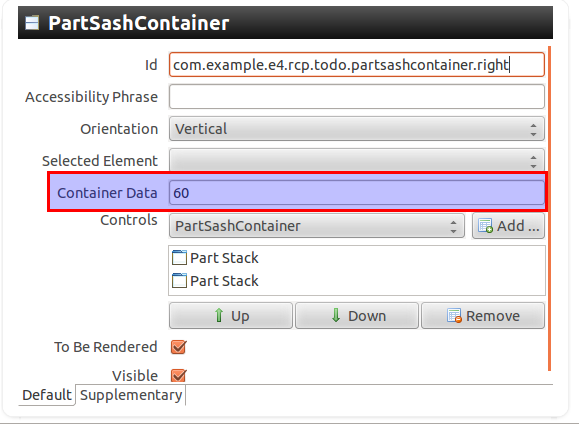 PartSashContainer
Id com.example.e4.rcp.todo.partsashcontainer.right
Accessibility Phrase
Orientation Vertical
Selected Element
Container Data 60
Controls PartSashContainer Add ...
Part Stack
Part Stack
Up Down Remove
To Be Rendered
Visible
Default Supplementary